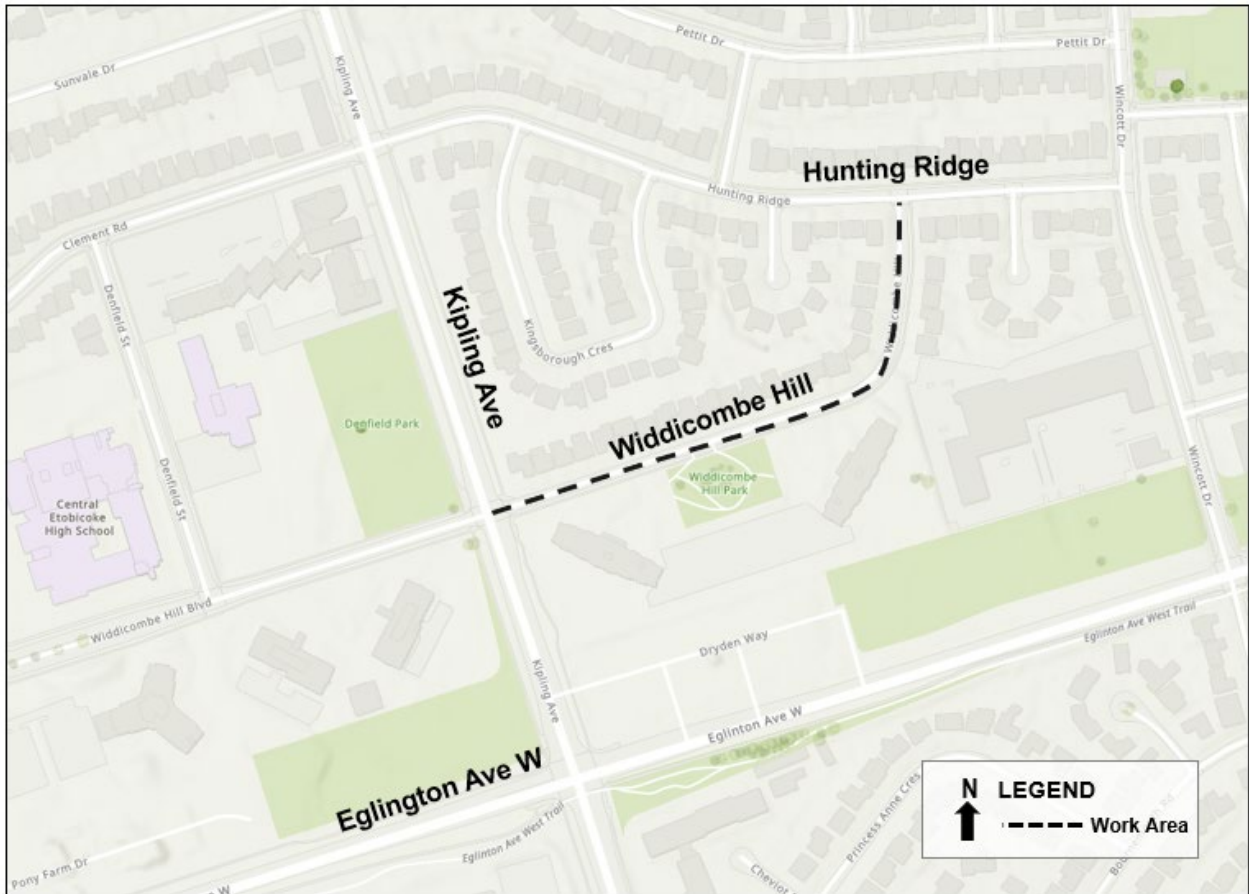 Pettit Dr
Pettit Dr
Sunvale Dr
Kipling Ave
Wincott Dr
Hunting Ridge
Hunting Ridge
Clement Rd
Denfield St
Kipling Ave
Kingsborough Cres
Widdicombe Hill
Denfield Park
Widdicombe
Hill Park
Central
Etobicoke
High School
Denfield St
Wincott Dr
Widdicombe Hill Blvd
Dryden Way
Eglinton Ave West Trail
Kipling Ave
Eglinton Ave W
Eglington Ave W
Princess Anne Cres
N LEGEND
Work Area
Eglinton Ave West Trail
Pony Farm Dr
W
Cheviot